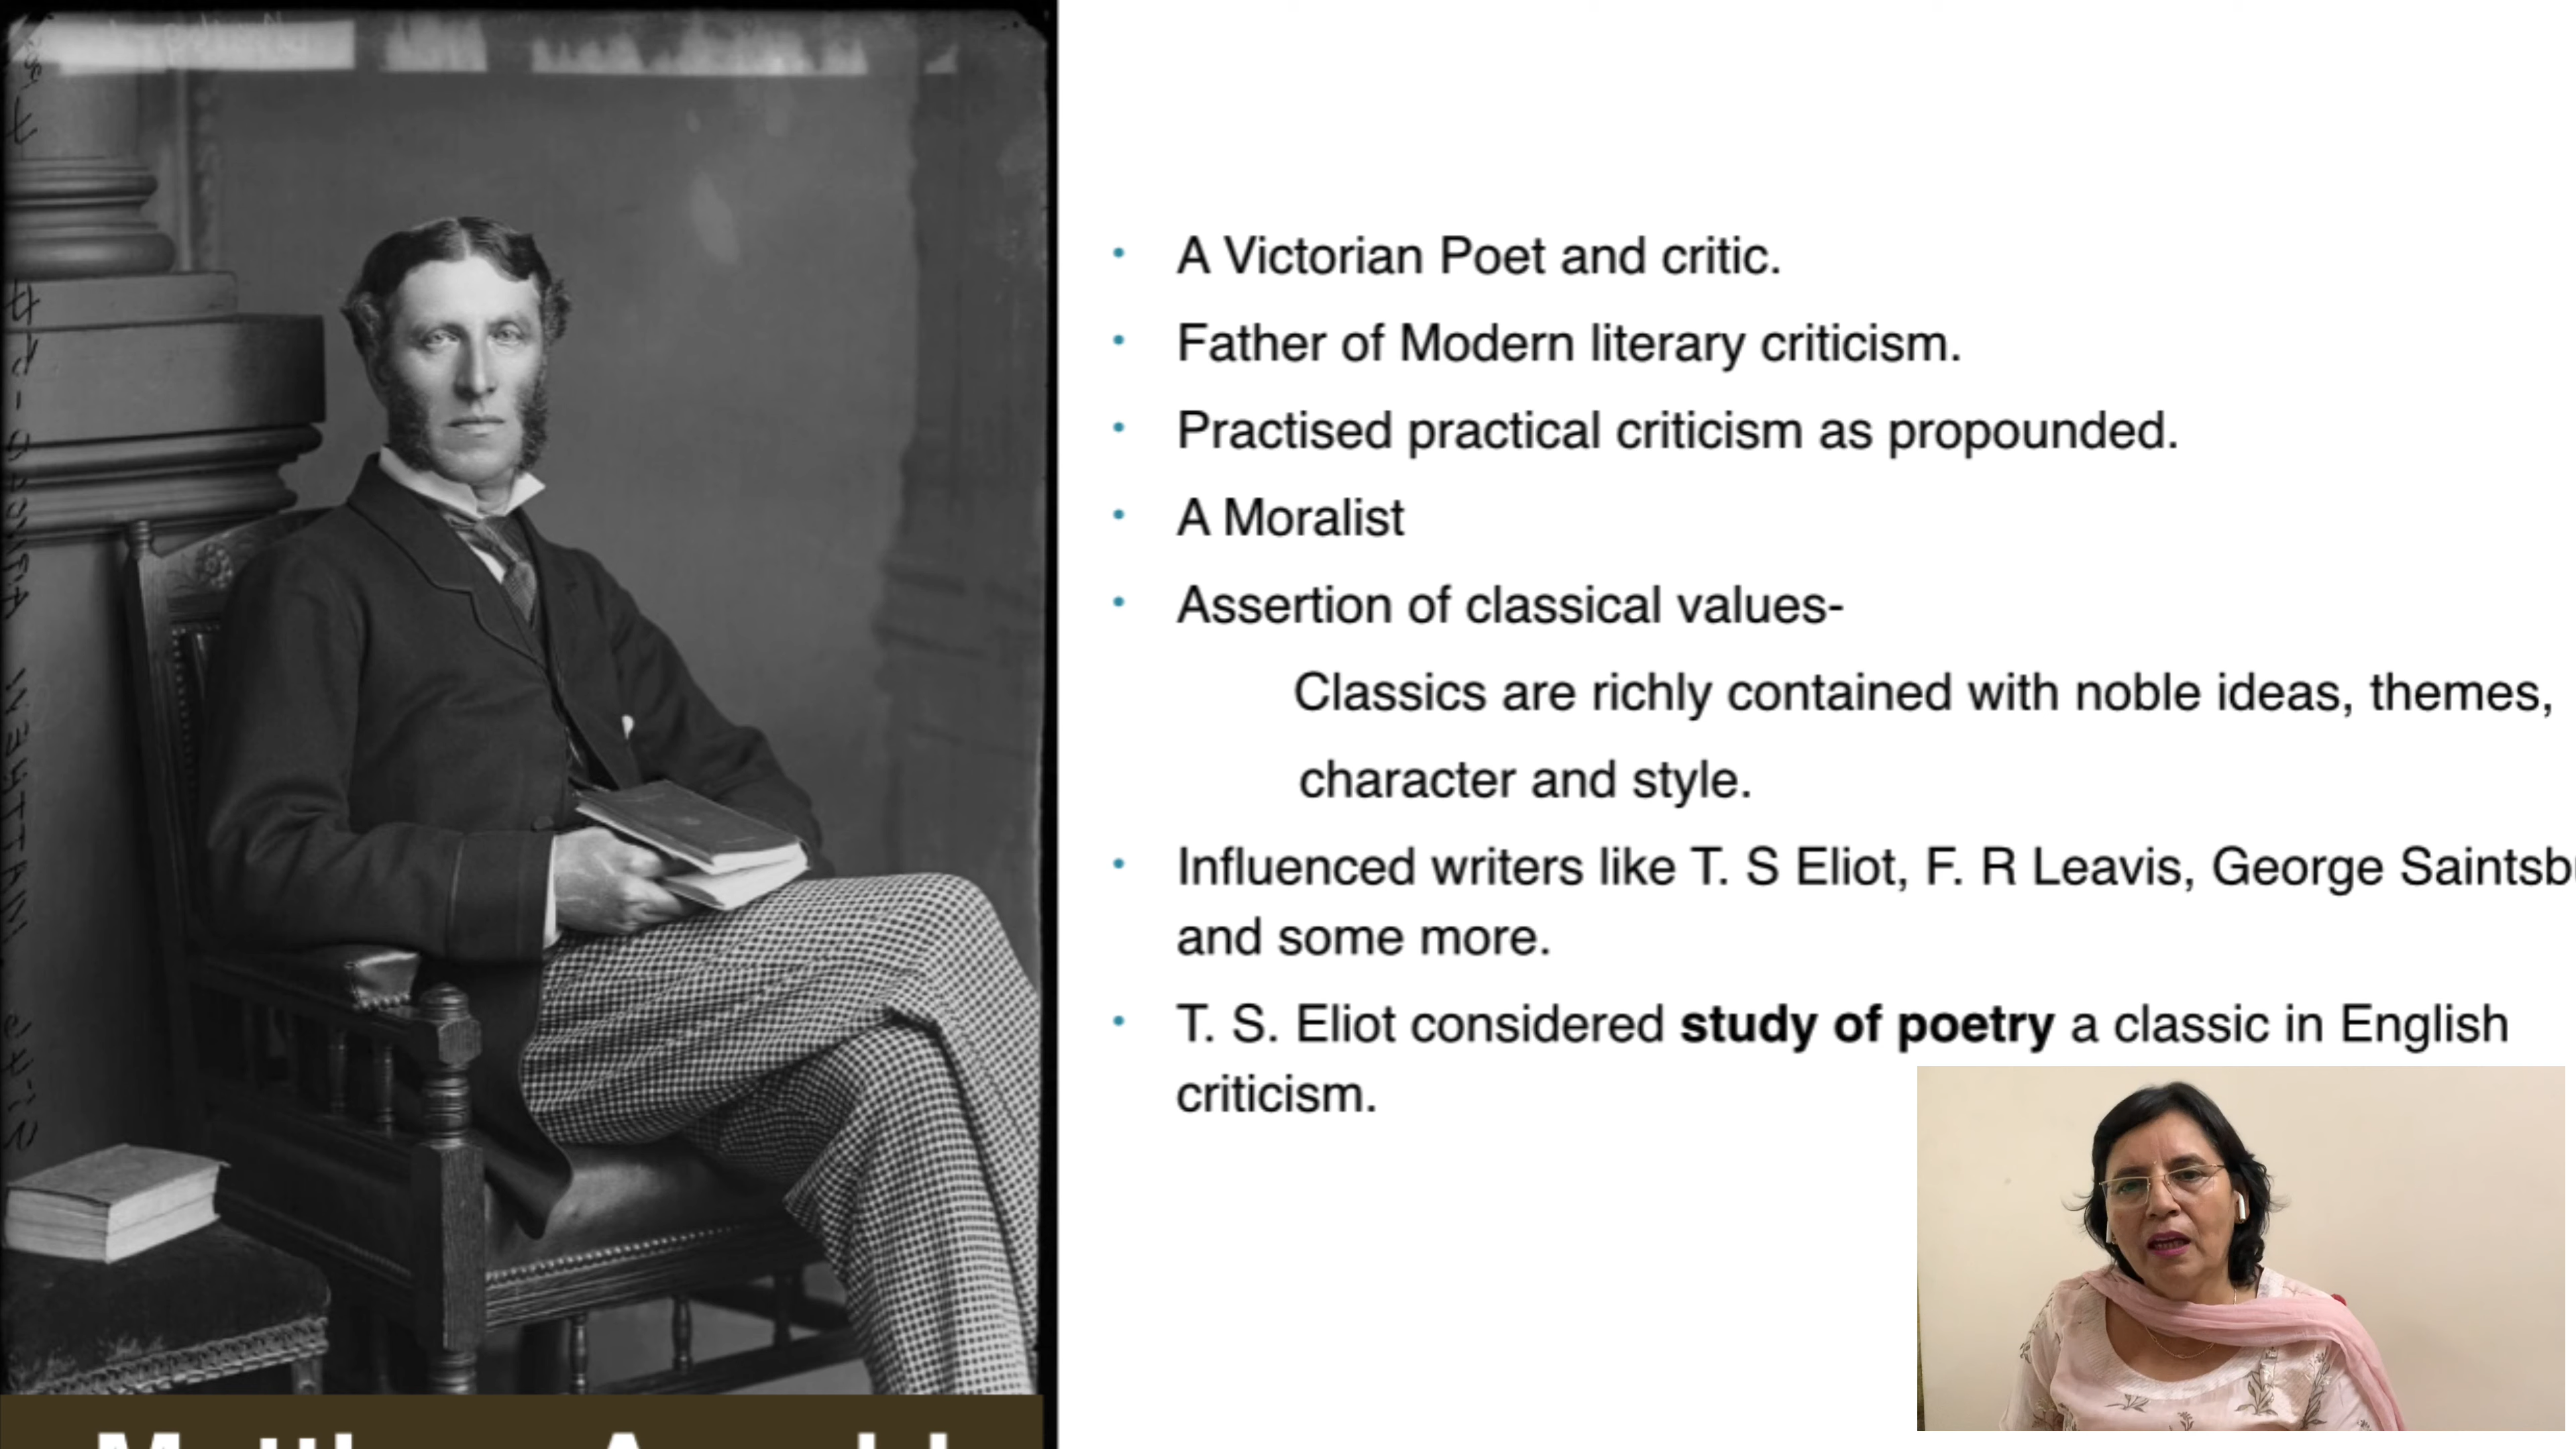 A Victorian Poet and critic.
Father of Modern literary criticism.
Practised practical criticism as propounded.
A Moralist
Assertion of classical values-
Classics are richly contained with noble ideas, themes,
character and style.
Influenced writers like T. S Eliot, F. R Leavis, George
and some more.
T. S. Eliot considered study of poetry a classic in English
criticism.